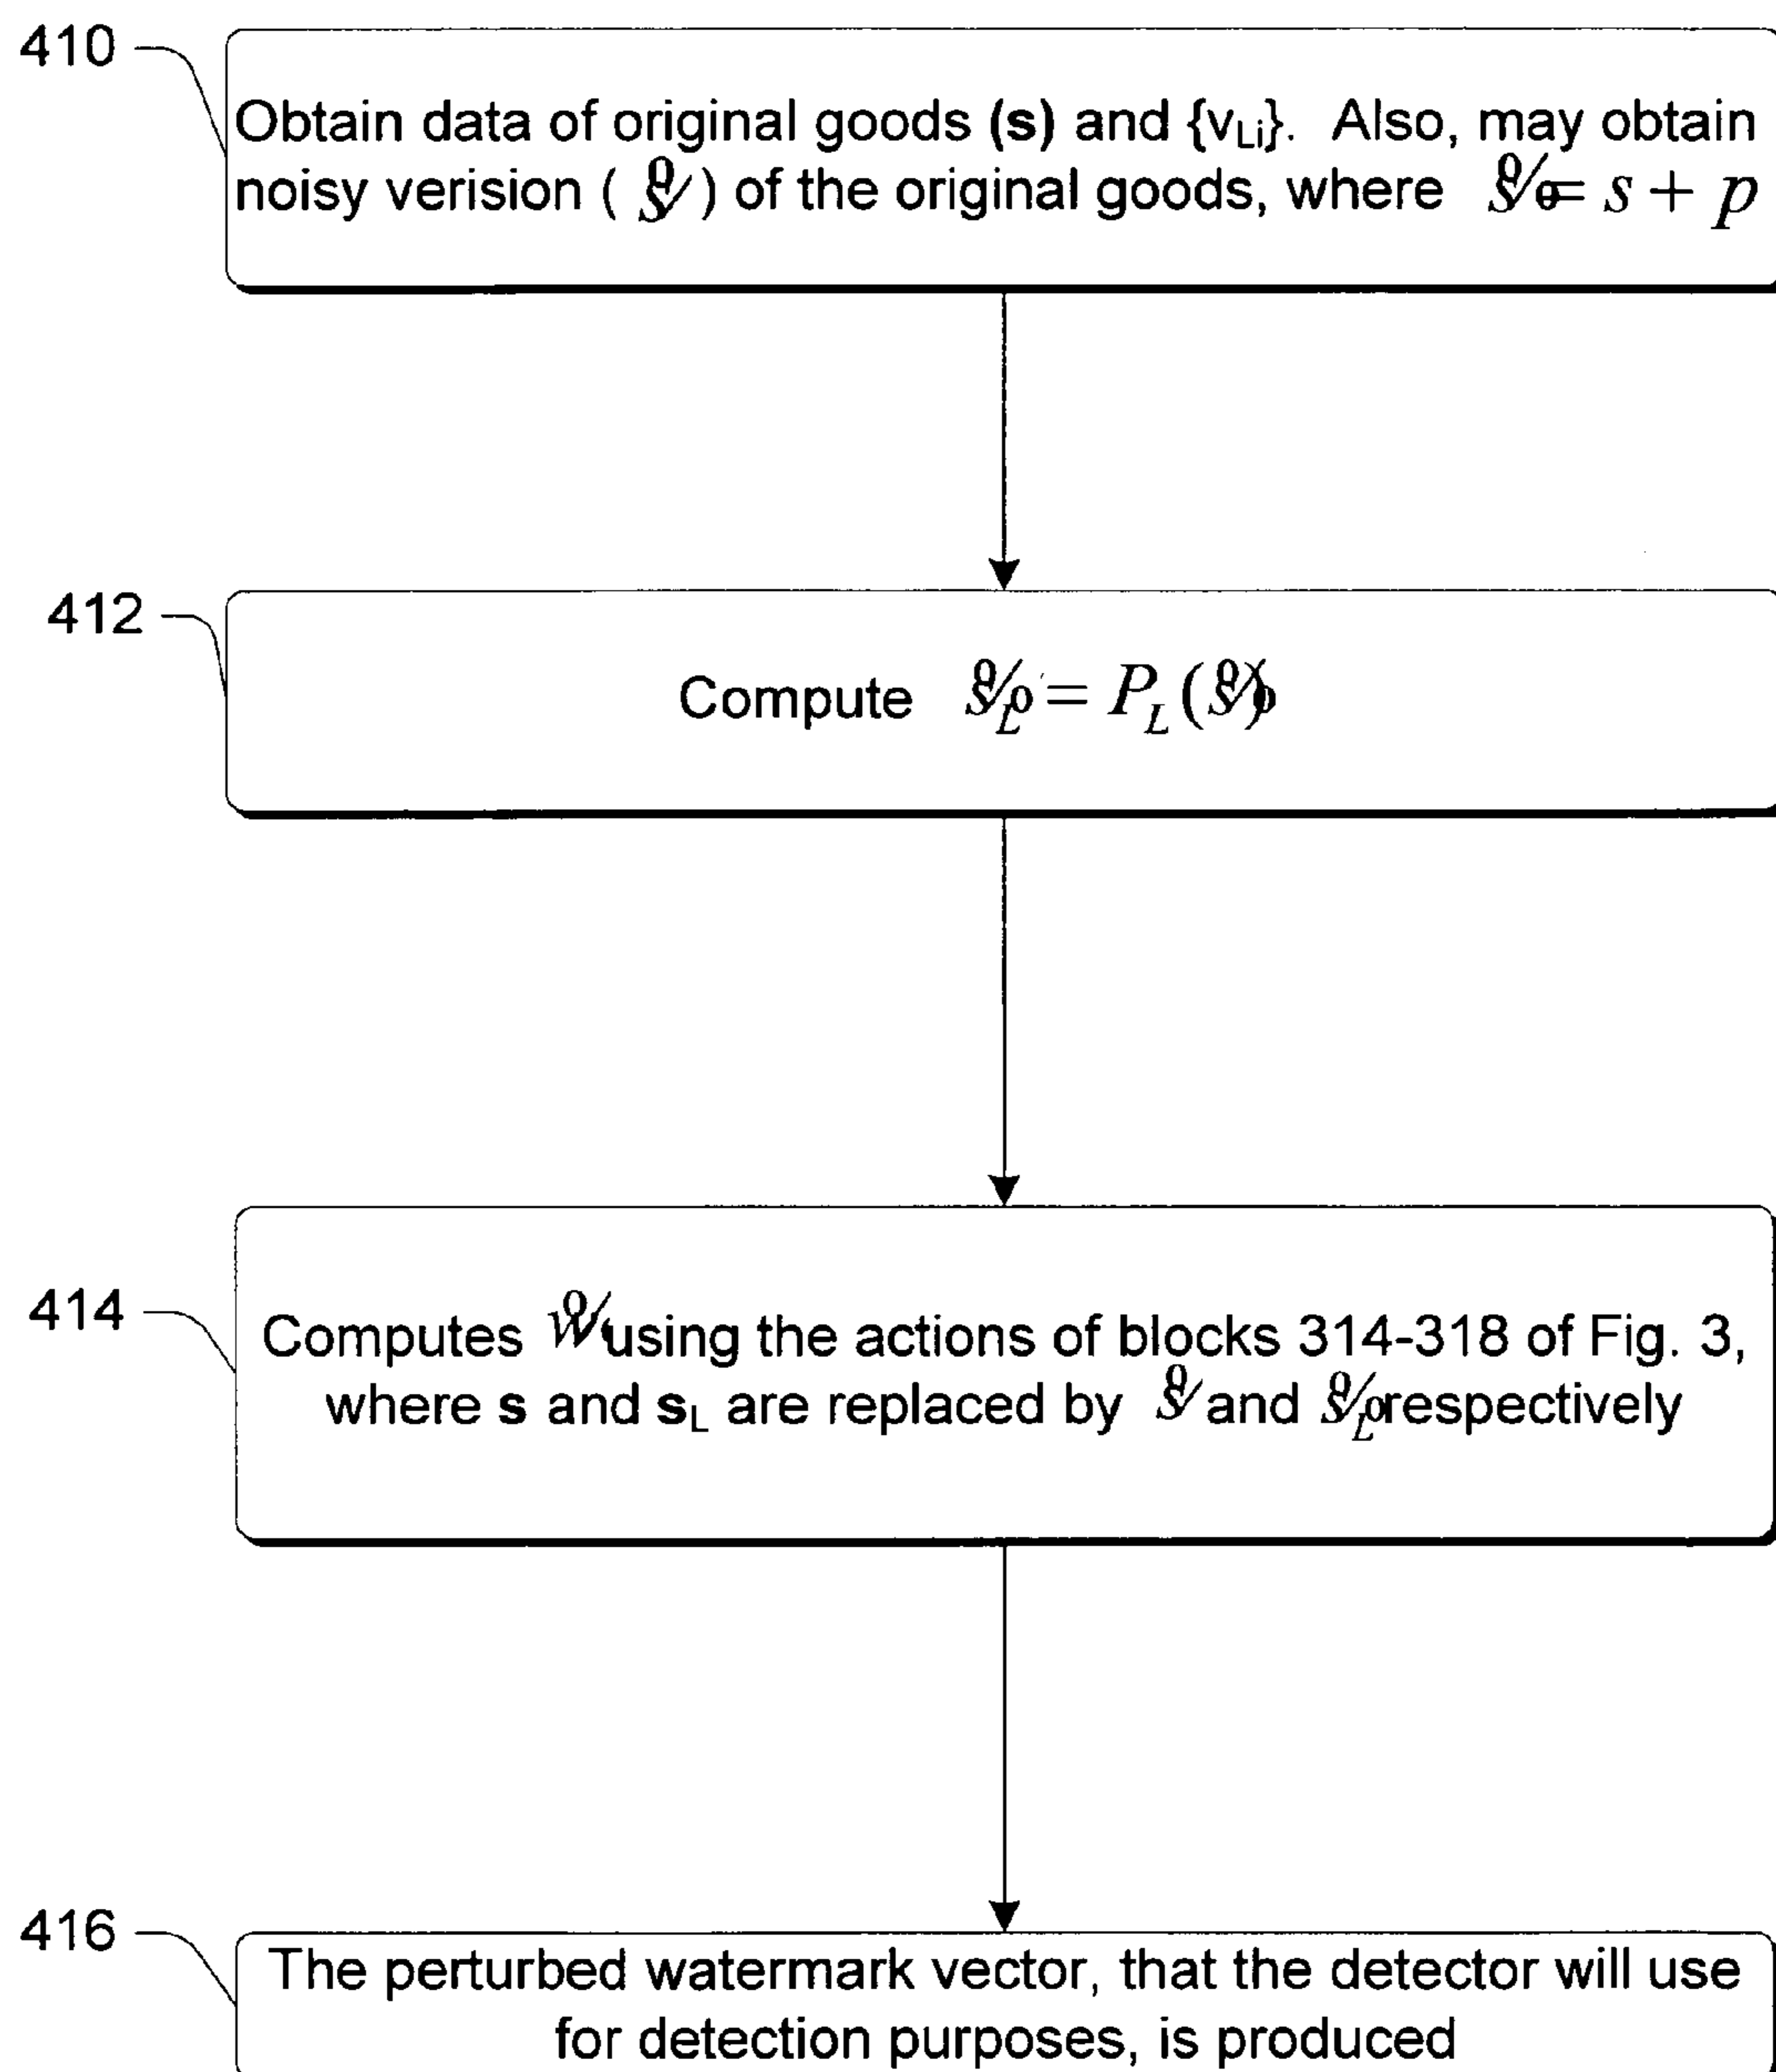 410
Obtain data of original goods (s) and {vLi}. Also, may obtain
noisy verision ( ) of the original goods, where = s + p
412
Compute = PL( )
414
Computes using the actions of blocks 314-318 of Fig. 3,
where s and sL are replaced by and respectively
416
The perturbed watermark vector, that the detector will use
for detection purposes, is produced